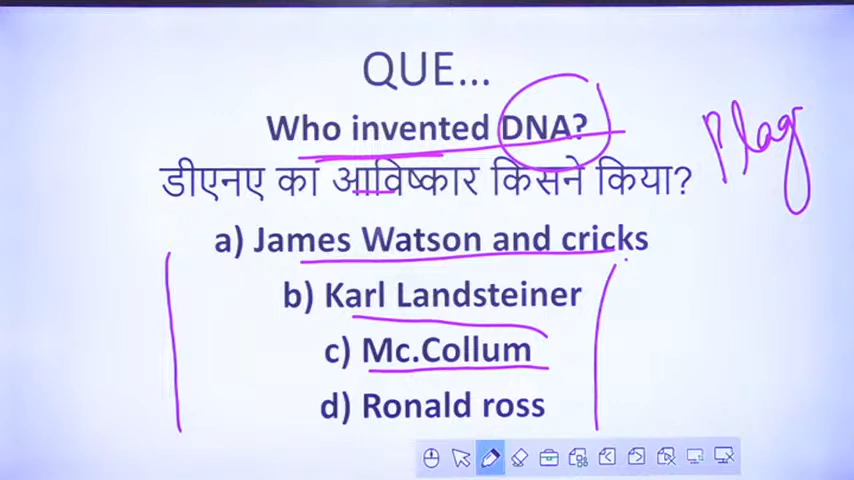 QUE...
Who invented DNA?
डीएनए का आविष्कार किसने किया?
a) James Watson and cricks
b) Karl Landsteiner
c) Mc.Collum
d) Ronald ross
Plag